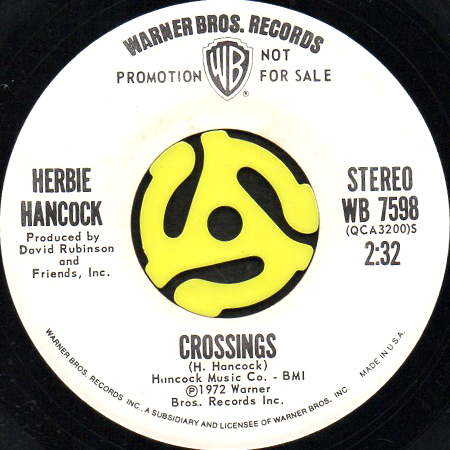 WARNER BROS. RECORDS
PROMOTION
NOT
FOR SALE
WB
®
HERBIE
HANCOCK
Produced by
David Rubinson
and
Friends, Inc.
STEREO
WB 7598
(QCA3200)S
2:32
CROSSINGS
(H. Hancock)
Hancock Music Co. - BMI
Ⓟ1972 Warner
Bros. Records Inc.
WARNER BROS. RECORDS INC., A SUBSIDIARY AND LICENSEE OF WARNER BROS., INC.
MADE IN U.S.A.